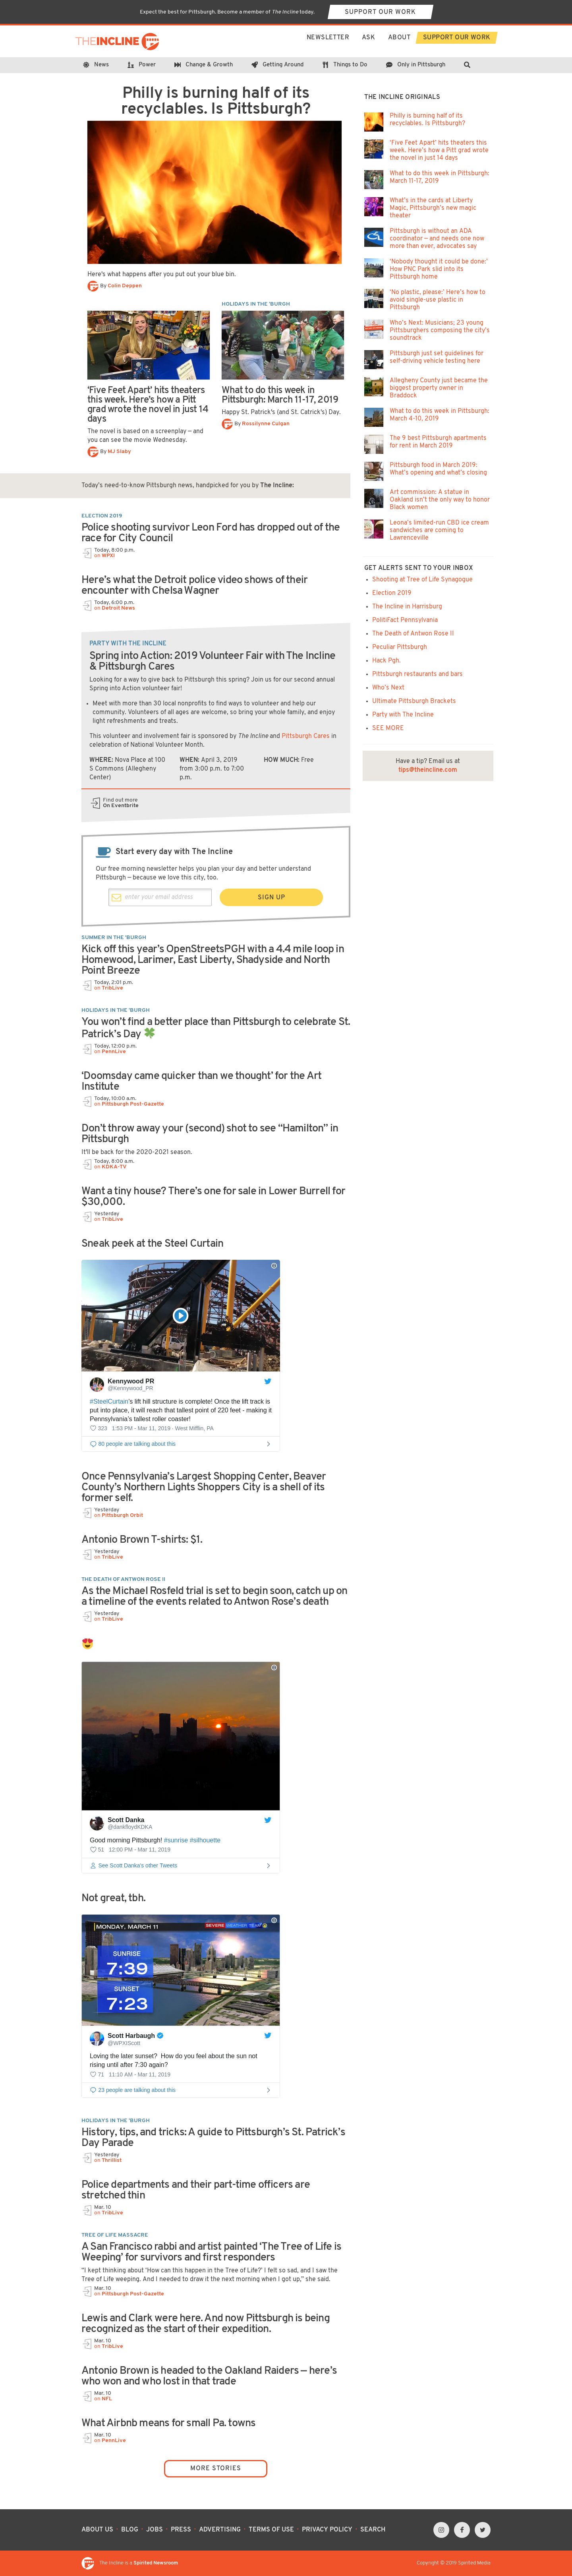 Expect the best for Pittsburgh. Become a member of The Incline today.
SUPPORT OUR WORK
THE INCLINE
NEWSLETTER ASK ABOUT SUPPORT OUR WORK
News Power Change & Growth Getting Around Things to Do Only in Pittsburgh
Philly is burning half of its
recyclables. Is Pittsburgh?
Here's what happens after you put out your blue bin.
By Colin Deppen
'Five Feet Apart' hits theaters
this week. Here's how a Pitt
grad wrote the novel in just 14
days
The novel is based on a screenplay — and
you can see the movie Wednesday.
By MJ Slaby
HOLIDAYS IN THE 'BURGH
What to do this week in
Pittsburgh: March 11-17, 2019
Happy St. Patrick's (and St. Catrick's) Day.
By Rossilynne Culgan
Today's need-to-know Pittsburgh news, handpicked for you by The Incline:
ELECTION 2019
Police shooting survivor Leon Ford has dropped out of the
race for City Council
Today, 8:00 p.m.
on WPXI
Here's what the Detroit police video shows of their
encounter with Chelsa Wagner
Today, 6:00 p.m.
on Detroit News
PARTY WITH THE INCLINE
Spring into Action: 2019 Volunteer Fair with The Incline
& Pittsburgh Cares
Looking for a way to give back to Pittsburgh this spring? Join us for our second annual
Spring into Action volunteer fair!
Meet with more than 30 local nonprofits to find ways to volunteer and help our
community. Volunteers of all ages are welcome, so bring your whole family, and enjoy
light refreshments and treats.
This volunteer and involvement fair is sponsored by The Incline and Pittsburgh Cares in
celebration of National Volunteer Month.
WHERE: Nova Place at 100
S Commons (Allegheny
Center)
WHEN: April 3, 2019
from 3:00 p.m. to 7:00
p.m.
HOW MUCH: Free
Find out more
On Eventbrite
Start every day with The Incline
Our free morning newsletter helps you plan your day and better understand
Pittsburgh — because we love this city, too.
enter your email address
SIGN UP
SUMMER IN THE 'BURGH
Kick off this year's OpenStreetsPGH with a 4.4 mile loop in
Homewood, Larimer, East Liberty, Shadyside and North
Point Breeze
Today, 2:01 p.m.
on TribLive
HOLIDAYS IN THE 'BURGH
You won't find a better place than Pittsburgh to celebrate St.
Patrick's Day 🍀
Today, 12:00 p.m.
on PennLive
'Doomsday came quicker than we thought' for the Art
Institute
Today, 10:00 a.m.
on Pittsburgh Post-Gazette
Don't throw away your (second) shot to see "Hamilton" in
Pittsburgh
It'll be back for the 2020-2021 season.
Today, 8:00 a.m.
on KDKA-TV
Want a tiny house? There's one for sale in Lower Burrell for
$30,000.
Yesterday
on TribLive
Sneak peek at the Steel Curtain
Kennywood PR
@Kennywood_PR
#SteelCurtain's lift hill structure is complete! Once the lift track is
put into place, it will reach that tallest point of 220 feet - making it
Pennsylvania's tallest roller coaster!
323 1:53 PM - Mar 11, 2019 · West Mifflin, PA
80 people are talking about this
Once Pennsylvania's Largest Shopping Center, Beaver
County's Northern Lights Shoppers City is a shell of its
former self.
Yesterday
on Pittsburgh Orbit
Antonio Brown T-shirts: $1.
Yesterday
on TribLive
THE DEATH OF ANTWON ROSE II
As the Michael Rosfeld trial is set to begin soon, catch up on
a timeline of the events related to Antwon Rose's death
Yesterday
on TribLive
😍
Scott Danka
@dankfloydKDKA
Good morning Pittsburgh! #sunrise #silhouette
51 12:00 PM - Mar 11, 2019
See Scott Danka's other Tweets
Not great, tbh.
MONDAY, MARCH 11
SEVERE WEATHER TEAM
SUNRISE
7:39
SUNSET
7:23
Scott Harbaugh
@WPXIScott
Loving the later sunset? How do you feel about the sun not
rising until after 7:30 again?
71 11:10 AM - Mar 11, 2019
23 people are talking about this
HOLIDAYS IN THE 'BURGH
History, tips, and tricks: A guide to Pittsburgh's St. Patrick's
Day Parade
Yesterday
on Thrillist
Police departments and their part-time officers are
stretched thin
Mar. 10
on TribLive
TREE OF LIFE MASSACRE
A San Francisco rabbi and artist painted 'The Tree of Life is
Weeping' for survivors and first responders
"I kept thinking about 'How can this happen in the Tree of Life?' I felt so sad, and I saw the
Tree of Life weeping. And I needed to draw it the next morning when I got up," she said.
Mar. 10
on Pittsburgh Post-Gazette
Lewis and Clark were here. And now Pittsburgh is being
recognized as the start of their expedition.
Mar. 10
on TribLive
Antonio Brown is headed to the Oakland Raiders — here's
who won and who lost in that trade
Mar. 10
on NFL
What Airbnb means for small Pa. towns
Mar. 10
on PennLive
MORE STORIES
THE INCLINE ORIGINALS
Philly is burning half of its
recyclables. Is Pittsburgh?
'Five Feet Apart' hits theaters this
week. Here's how a Pitt grad wrote
the novel in just 14 days
What to do this week in Pittsburgh:
March 11-17, 2019
What's in the cards at Liberty
Magic, Pittsburgh's new magic
theater
Pittsburgh is without an ADA
coordinator — and needs one now
more than ever, advocates say
'Nobody thought it could be done:'
How PNC Park slid into its
Pittsburgh home
'No plastic, please:' Here's how to
avoid single-use plastic in
Pittsburgh
Who's Next: Musicians; 23 young
Pittsburghers composing the city's
soundtrack
Pittsburgh just set guidelines for
self-driving vehicle testing here
Allegheny County just became the
biggest property owner in
Braddock
What to do this week in Pittsburgh:
March 4-10, 2019
The 9 best Pittsburgh apartments
for rent in March 2019
Pittsburgh food in March 2019:
What's opening and what's closing
Art commission: A statue in
Oakland isn't the only way to honor
Black women
Leona's limited-run CBD ice cream
sandwiches are coming to
Lawrenceville
GET ALERTS SENT TO YOUR INBOX
Shooting at Tree of Life Synagogue
Election 2019
The Incline in Harrisburg
PolitiFact Pennsylvania
The Death of Antwon Rose II
Peculiar Pittsburgh
Hack Pgh.
Pittsburgh restaurants and bars
Who's Next
Ultimate Pittsburgh Brackets
Party with The Incline
SEE MORE
Have a tip? Email us at
tips@theincline.com
ABOUT US · BLOG · JOBS · PRESS · ADVERTISING · TERMS OF USE · PRIVACY POLICY · SEARCH
The Incline is a Spirited Newsroom
Copyright © 2019 Spirited Media